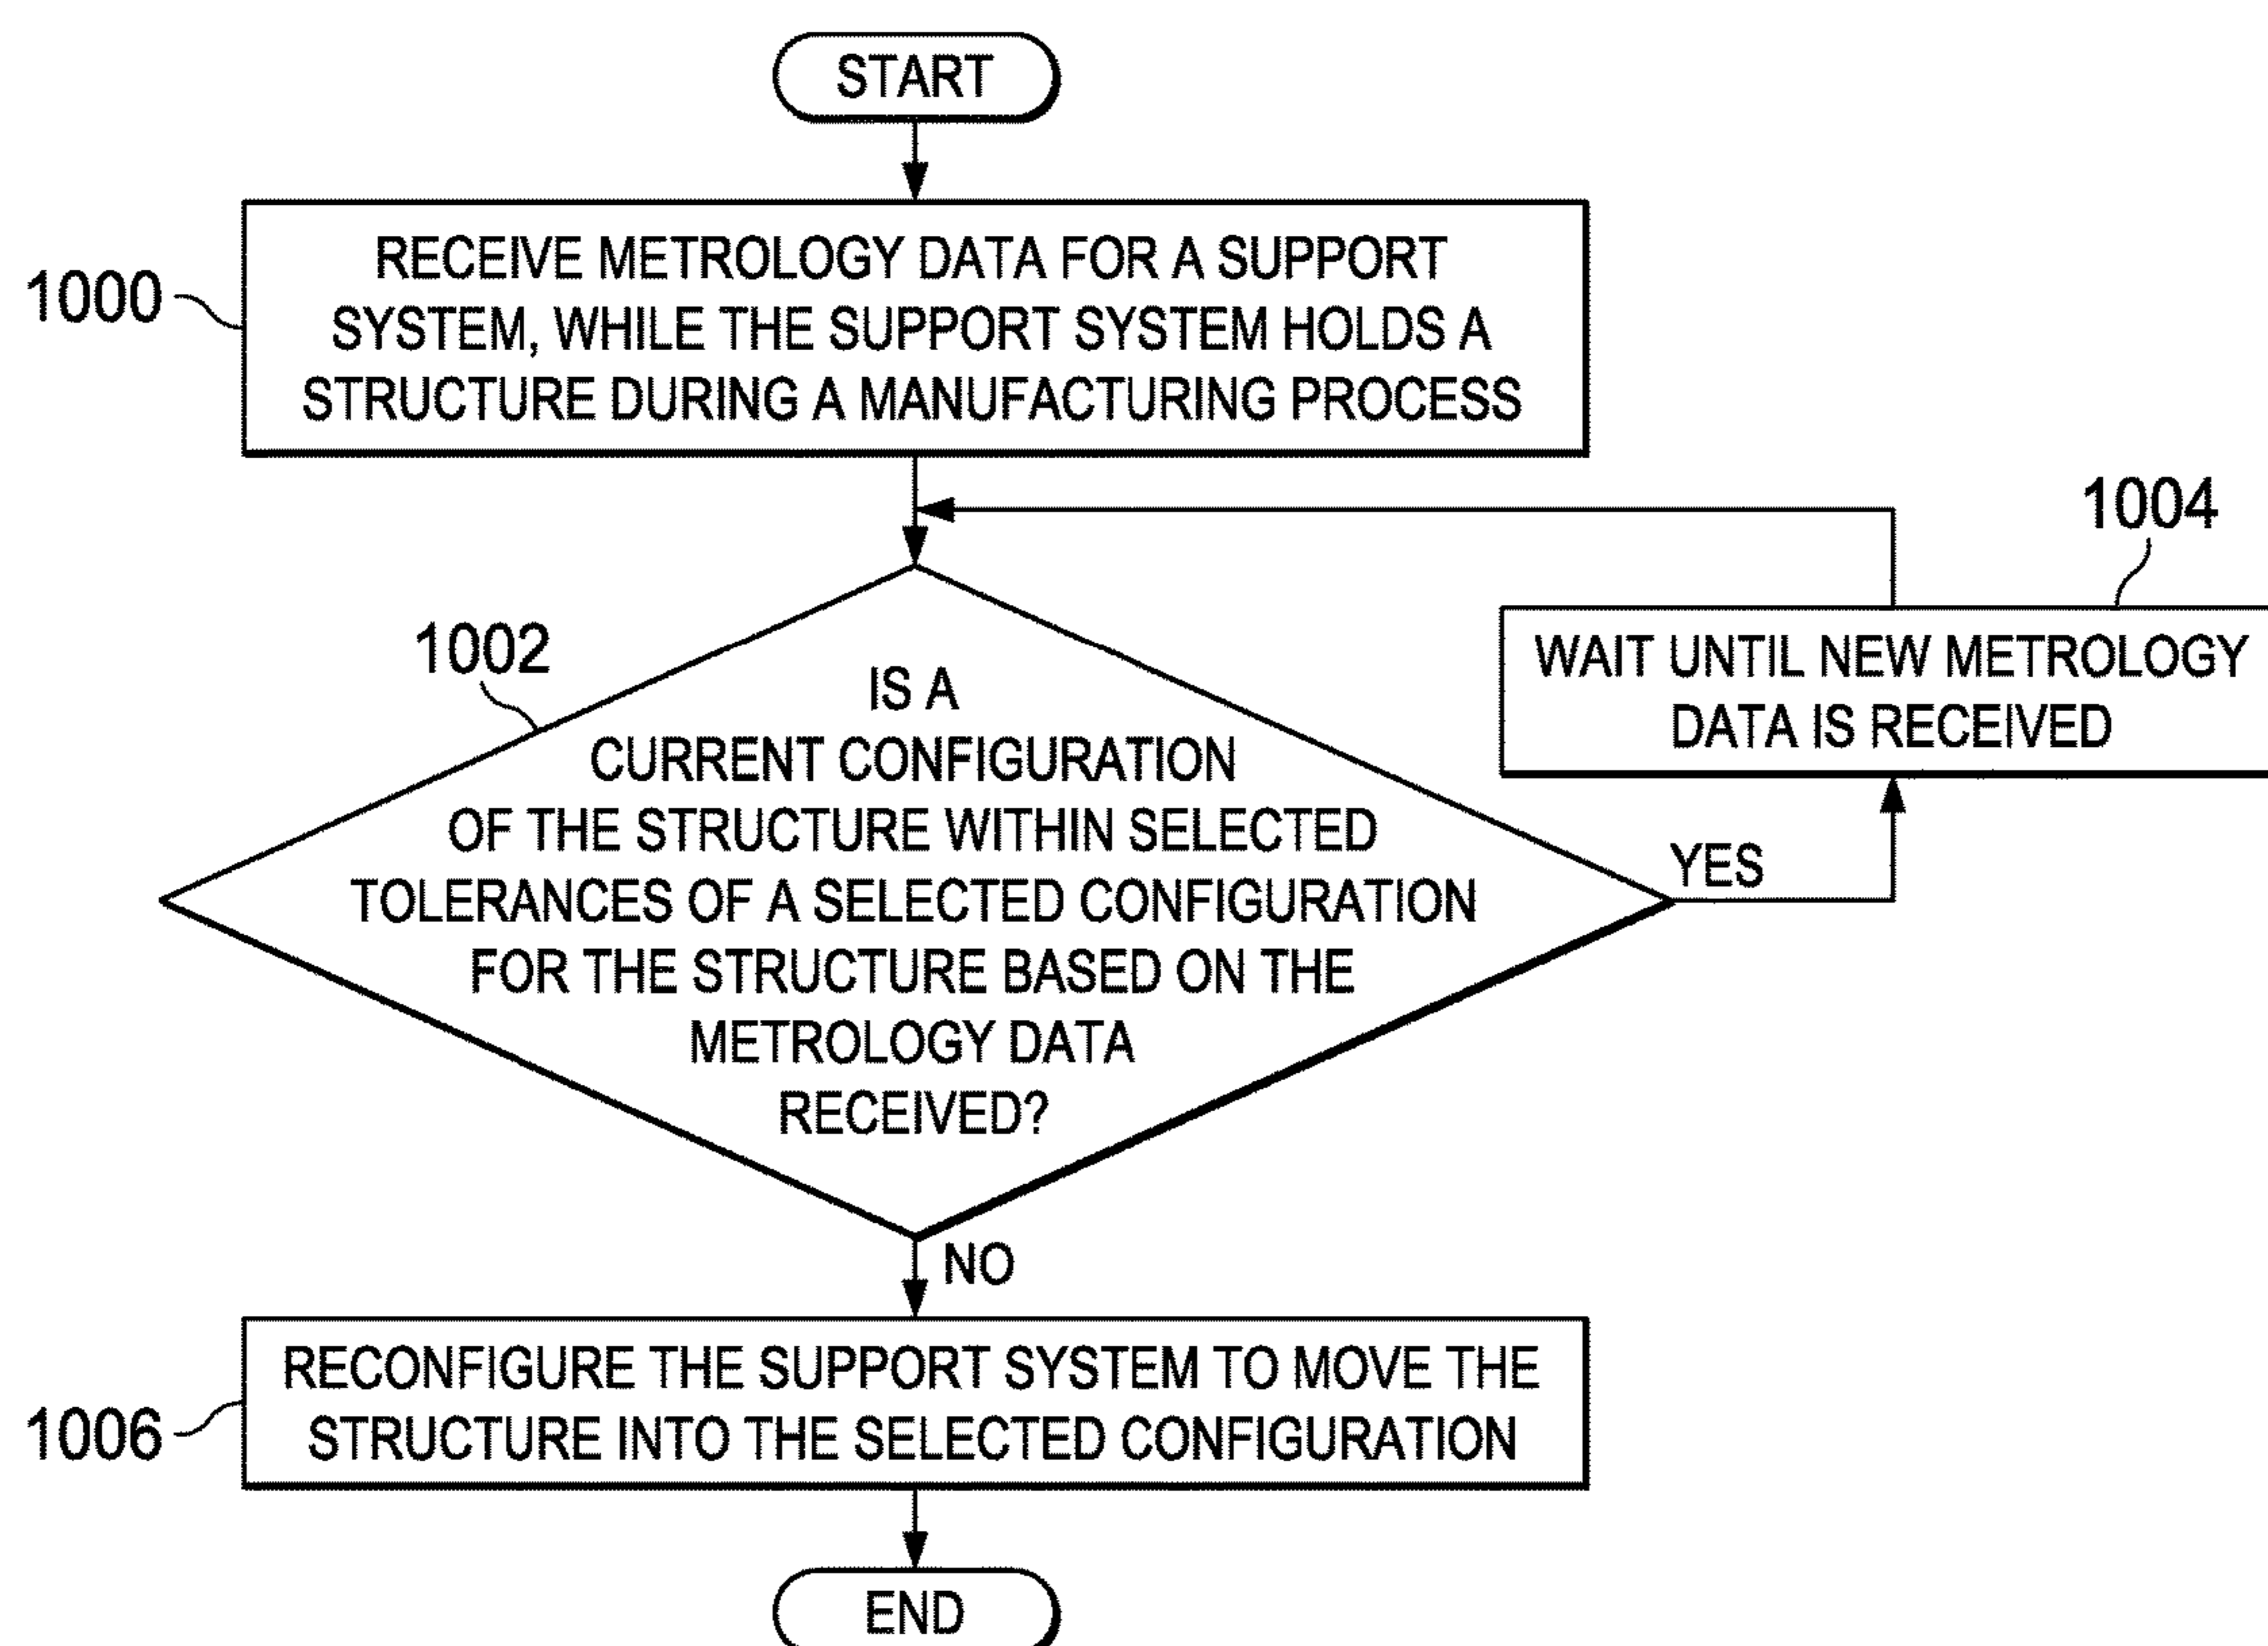 START
1000
RECEIVE METROLOGY DATA FOR A SUPPORT
SYSTEM, WHILE THE SUPPORT SYSTEM HOLDS A
STRUCTURE DURING A MANUFACTURING PROCESS
1002
IS A
CURRENT CONFIGURATION
OF THE STRUCTURE WITHIN SELECTED
TOLERANCES OF A SELECTED CONFIGURATION
FOR THE STRUCTURE BASED ON THE
METROLOGY DATA
RECEIVED?
YES
1004
WAIT UNTIL NEW METROLOGY
DATA IS RECEIVED
NO
1006
RECONFIGURE THE SUPPORT SYSTEM TO MOVE THE
STRUCTURE INTO THE SELECTED CONFIGURATION
END